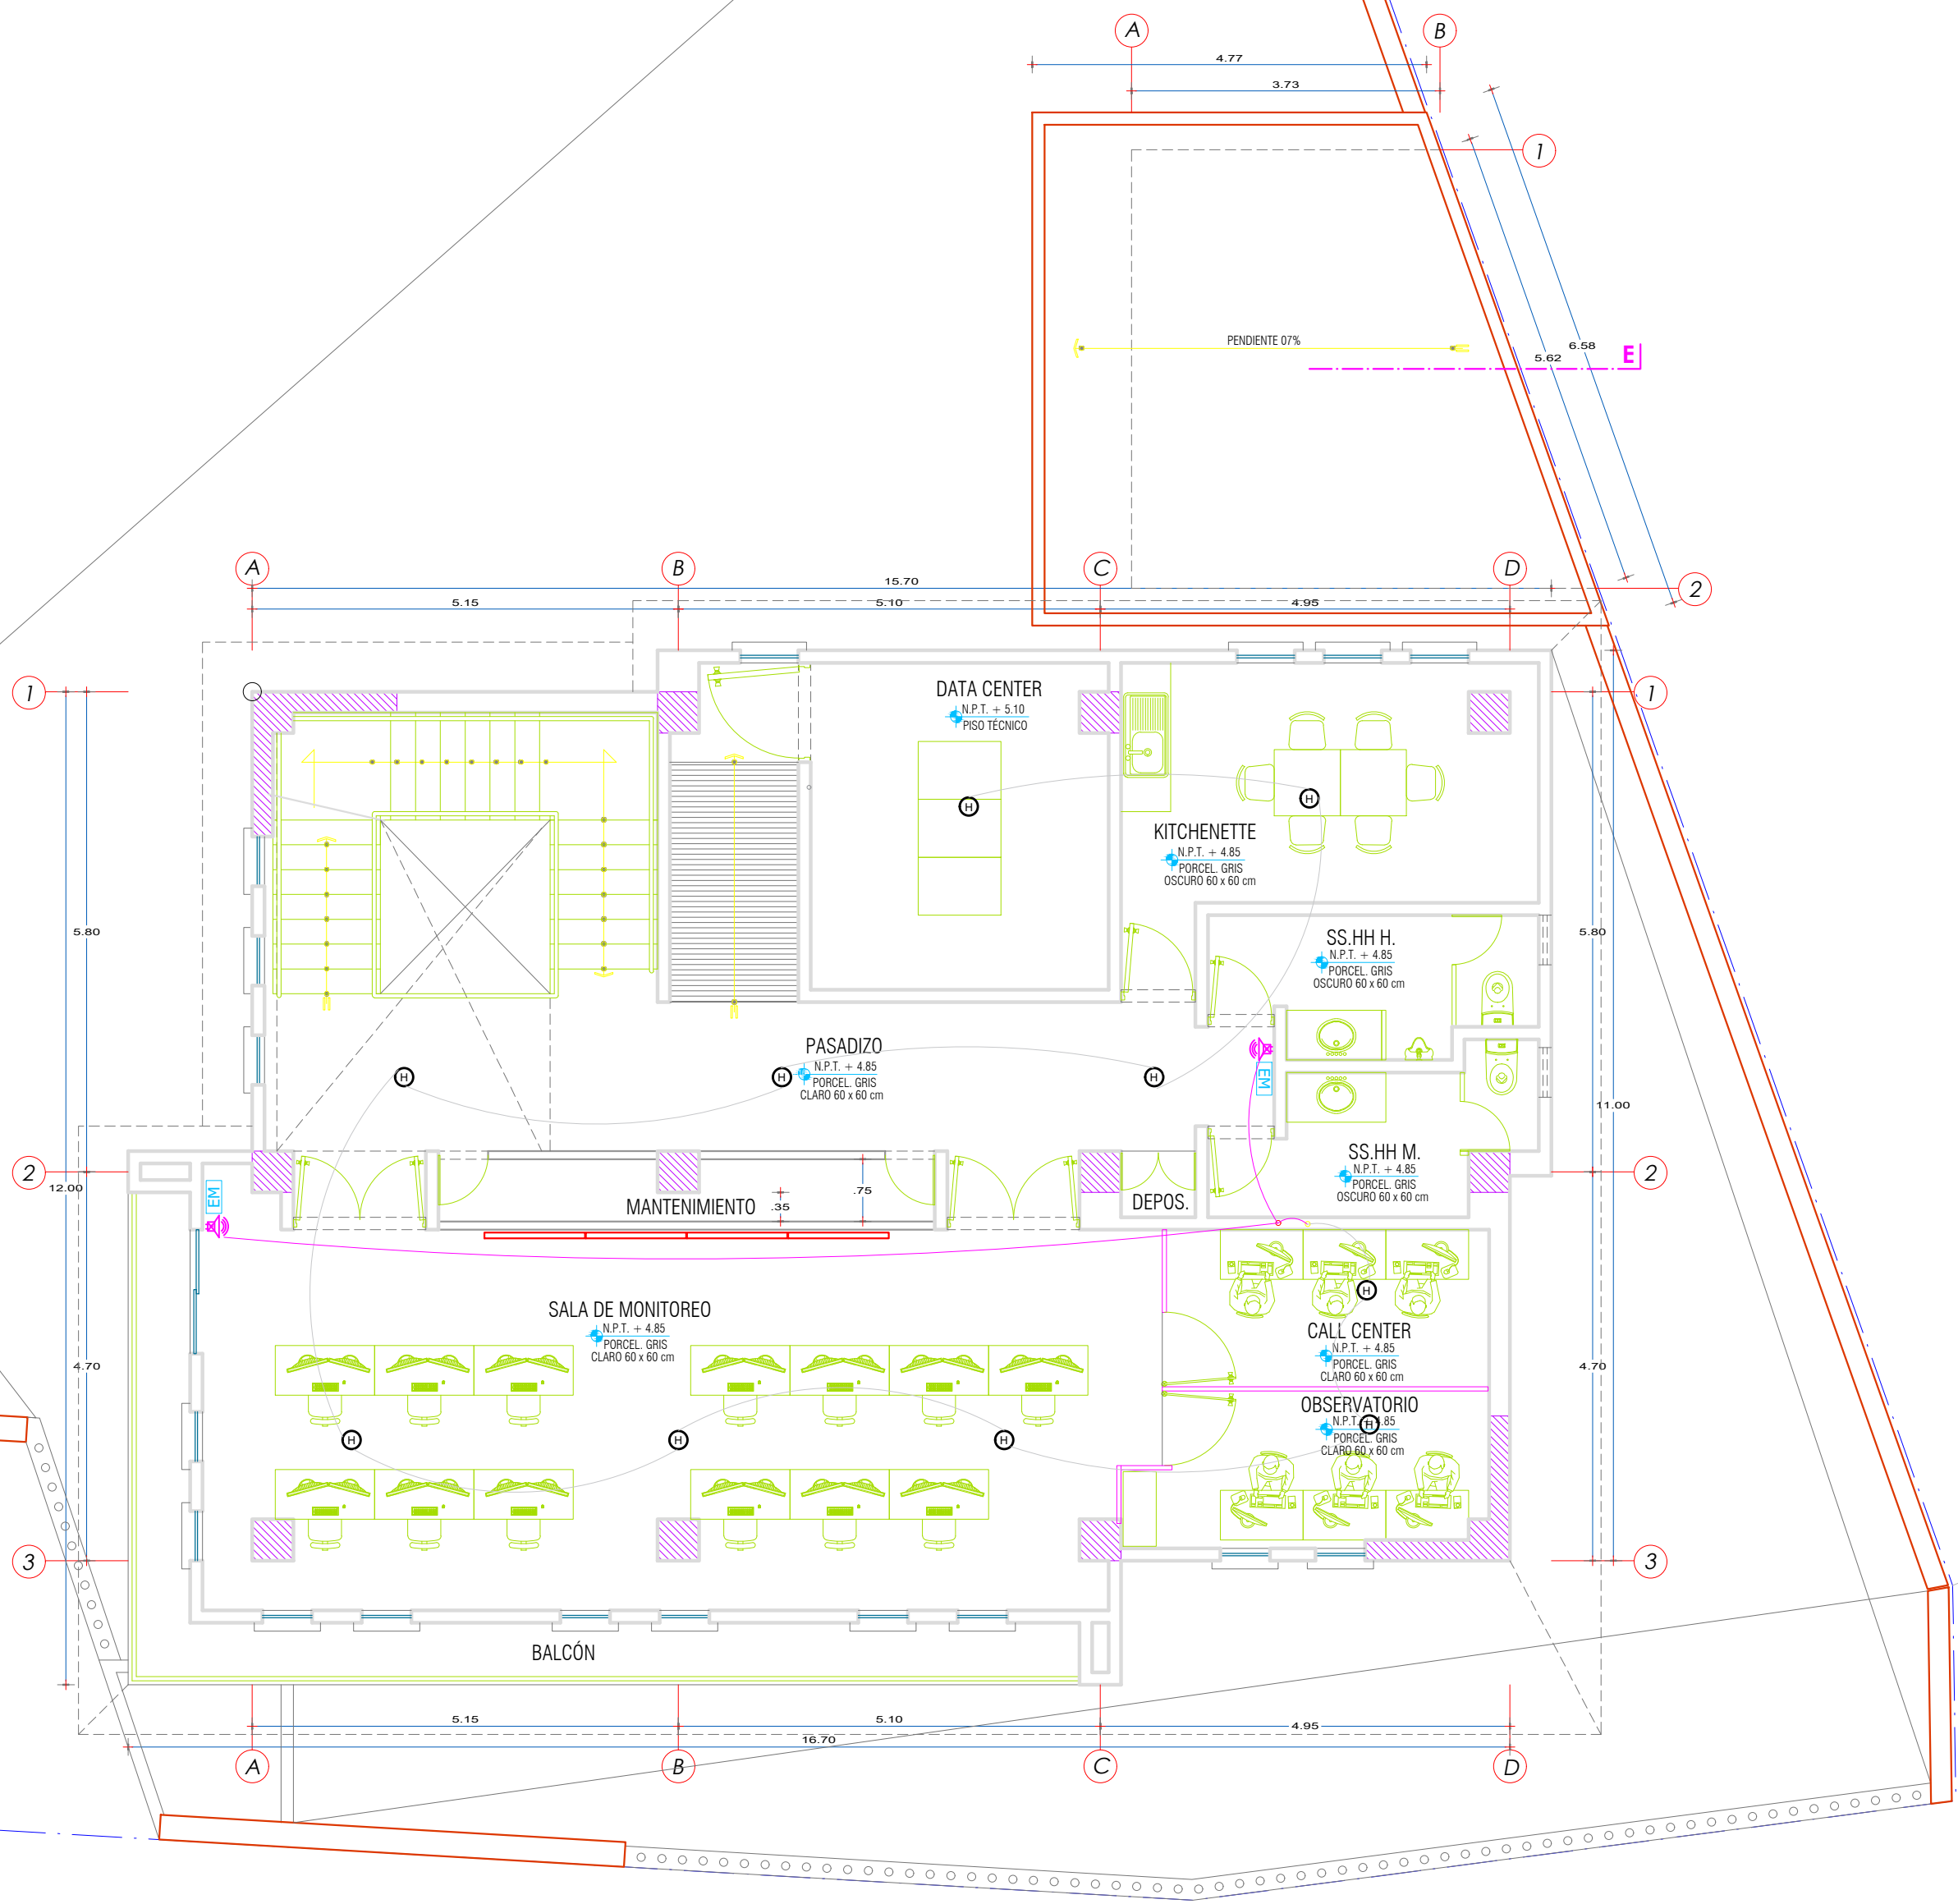 A
B
4.77
3.73
1
PENDIENTE 07%
E
6.58
5.62
A
B
C
D
2
15.70
5.15
5.10
4.95
1
DATA CENTER
N.P.T. + 5.10
PISO TÉCNICO
1
H
H
KITCHENETTE
N.P.T. + 4.85
PORCEL. GRIS
OSCURO 60 x 60 cm
5.80
SS.HH H.
N.P.T. + 4.85
PORCEL. GRIS
OSCURO 60 x 60 cm
5.80
PASADIZO
N.P.T. + 4.85
PORCEL. GRIS
CLARO 60 x 60 cm
H
H
H
EM
11.00
2
12.00
EM
MANTENIMIENTO
.35
.75
DEPOS.
SS.HH M.
N.P.T. + 4.85
PORCEL. GRIS
OSCURO 60 x 60 cm
2
SALA DE MONITOREO
N.P.T. + 4.85
PORCEL. GRIS
CLARO 60 x 60 cm
H
CALL CENTER
N.P.T. + 4.85
PORCEL. GRIS
CLARO 60 x 60 cm
4.70
4.70
OBSERVATORIO
N.P.T. + 4.85
PORCEL. GRIS
CLARO 60 x 60 cm
H
H
H
H
3
3
BALCÓN
5.15
5.10
4.95
16.70
A
B
C
D